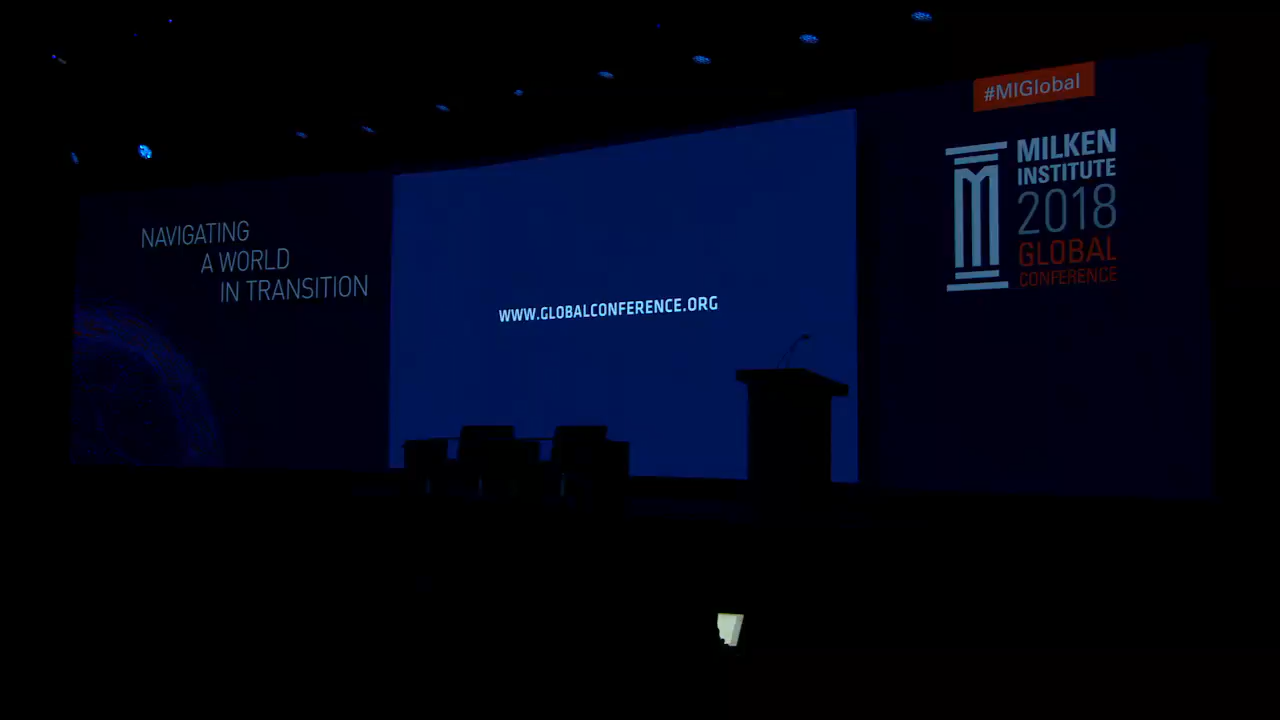 NAVIGATING
A WORLD
IN TRANSITION
WWW.GLOBALCONFERENCE.ORG
#MIGlobal
MILKEN
INSTITUTE
2018
GLOBAL
CONFERENCE